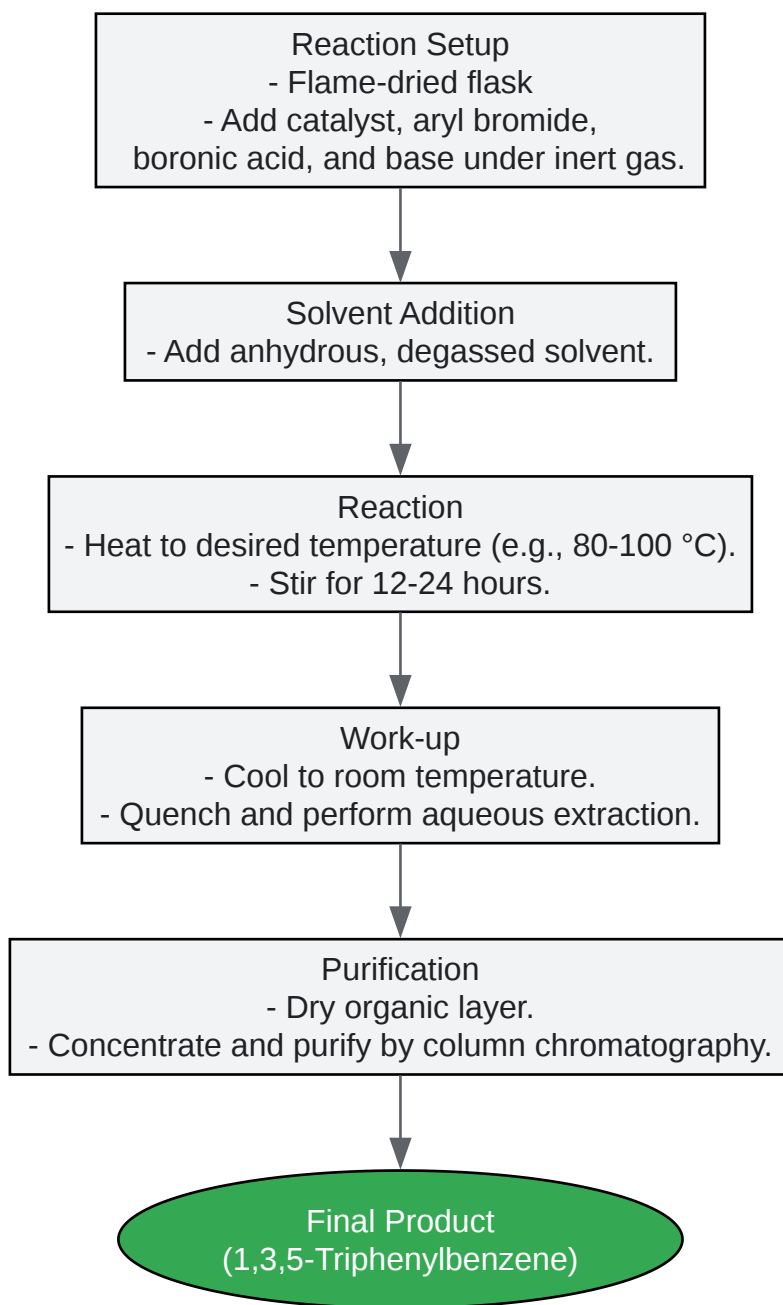 Reaction Setup
- Flame-dried flask
- Add catalyst, aryl bromide,
boronic acid, and base under inert gas.
Solvent Addition
- Add anhydrous, degassed solvent.
Reaction
- Heat to desired temperature (e.g., 80-100 °C).
- Stir for 12-24 hours.
Work-up
- Cool to room temperature.
- Quench and perform aqueous extraction.
Purification
- Dry organic layer.
- Concentrate and purify by column chromatography.
Final Product
(1,3,5-Triphenylbenzene)